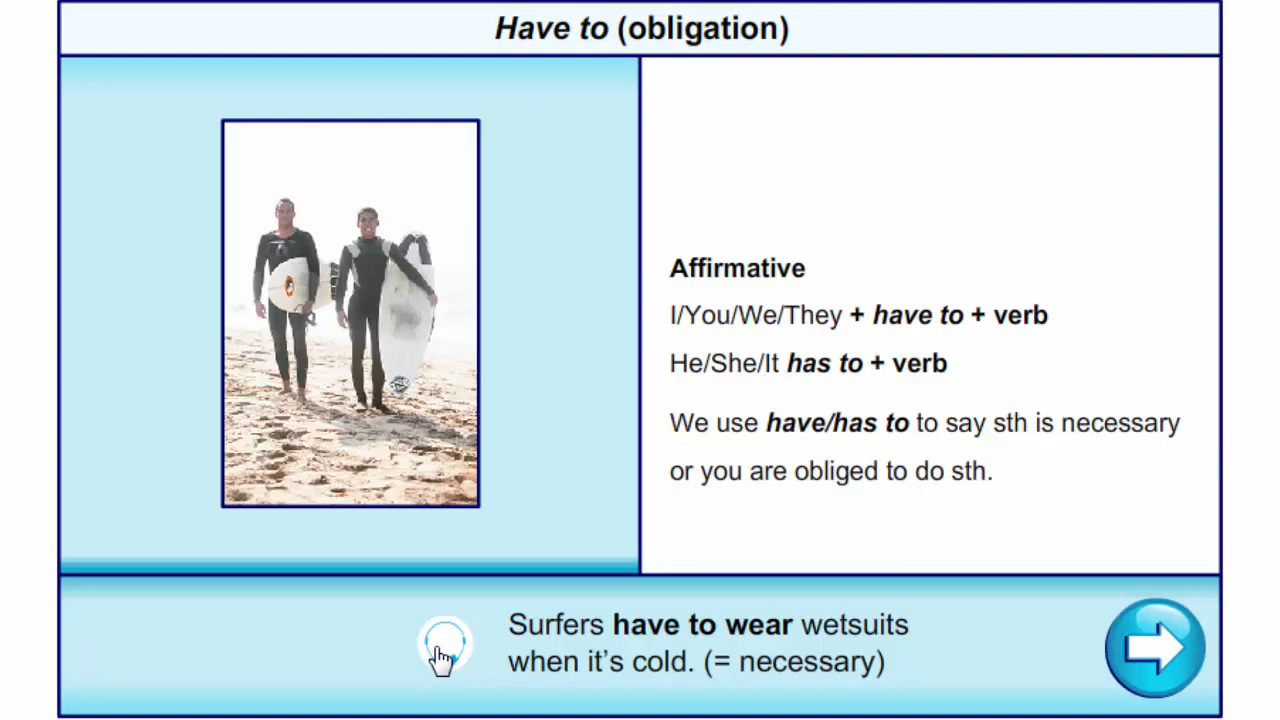 Have to (obligation)
Affirmative
I/You/We/They + have to + verb
He/She/It has to + verb
We use have/has to to say sth is necessary
or you are obliged to do sth.
Surfers have to wear wetsuits
when it’s cold. (= necessary)